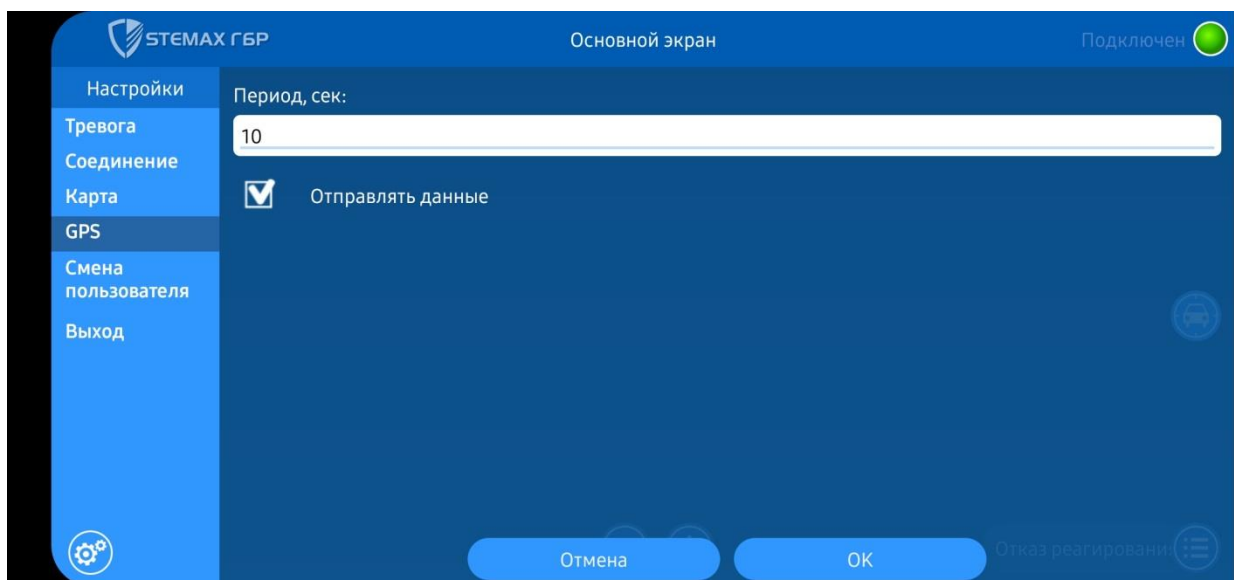 STEMAX ГБР
Основной экран
Подключен
Настройки
Период, сек:
Тревога
10
Соединение
Карта
Отправлять данные
GPS
Смена
пользователя
Выход
Отмена
OK
Отказ реагирования